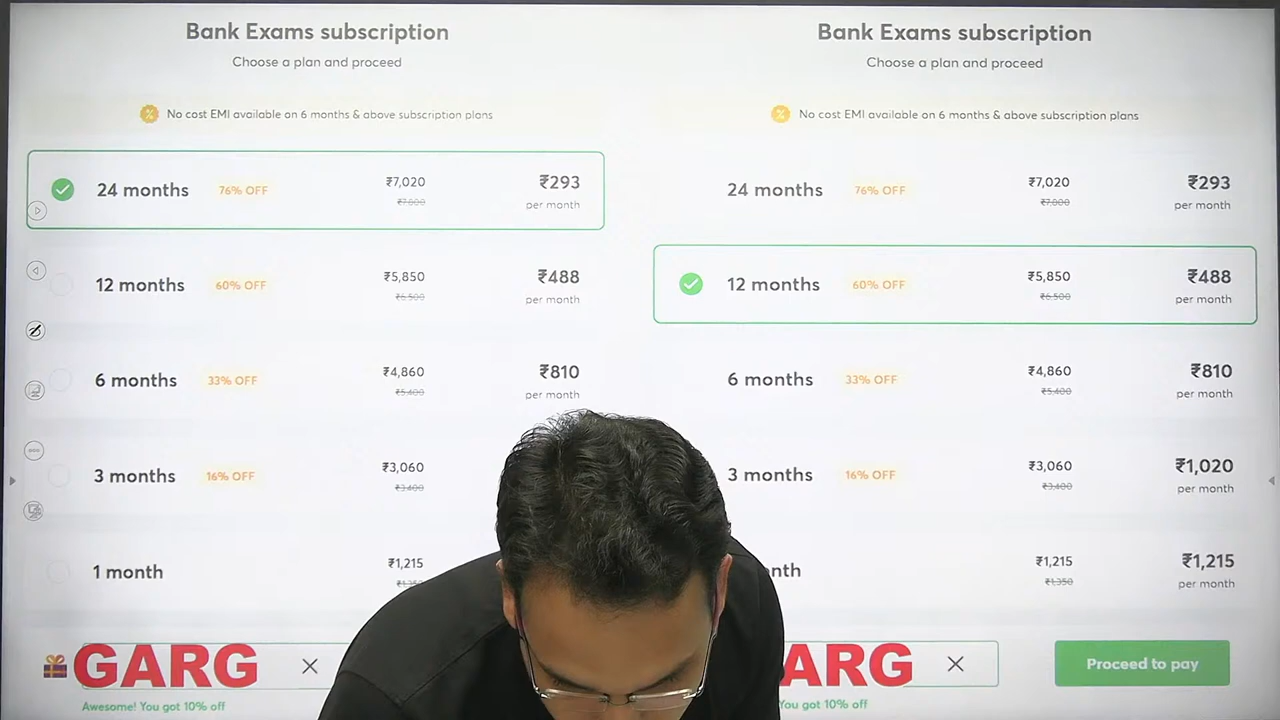 Bank Exams subscription
Choose a plan and proceed
No cost EMI available on 6 months & above subscription plans
24 months 76% OFF ₹7,020 ₹293
₹7,800 per month
12 months 60% OFF ₹5,850 ₹488
₹6,500 per month
6 months 33% OFF ₹4,860 ₹810
₹5,400 per month
3 months 16% OFF ₹3,060
₹3,400
1 month ₹1,215
₹1,350
GARG
Awesome! You got 10% off
Bank Exams subscription
Choose a plan and proceed
No cost EMI available on 6 months & above subscription plans
24 months 76% OFF ₹7,020 ₹293
₹7,800 per month
12 months 60% OFF ₹5,850 ₹488
₹6,500 per month
6 months 33% OFF ₹4,860 ₹810
₹5,400 per month
3 months 16% OFF ₹3,060 ₹1,020
₹3,400 per month
nth ₹1,215 ₹1,215
₹1,350 per month
ARG Proceed to pay
You got 10% off